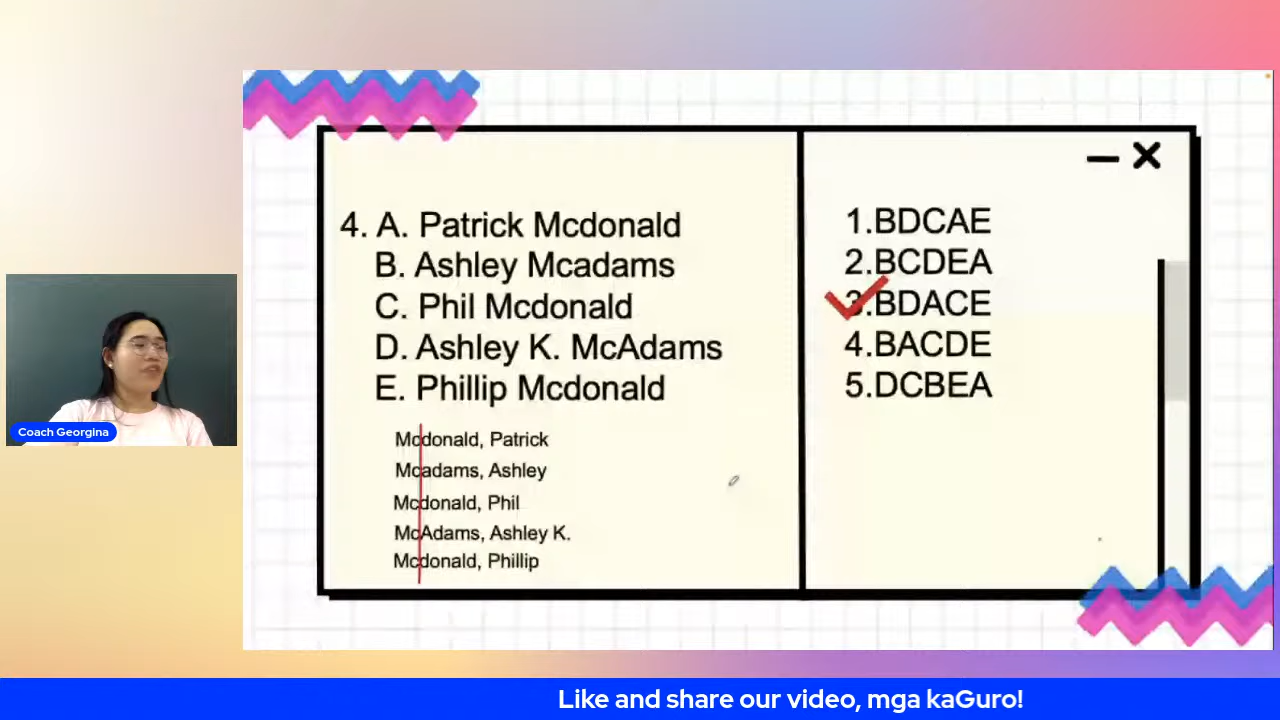 4. A. Patrick Mcdonald
B. Ashley Mcadams
C. Phil Mcdonald
D. Ashley K. McAdams
E. Phillip Mcdonald
Mcdonald, Patrick
Mcadams, Ashley
Mcdonald, Phil
McAdams, Ashley K.
Mcdonald, Phillip
1.BDCAE
2.BCDEA
3.BDACE
4.BACDE
5.DCBEA
Coach Georgina
Like and share our video, mga kaGuro!